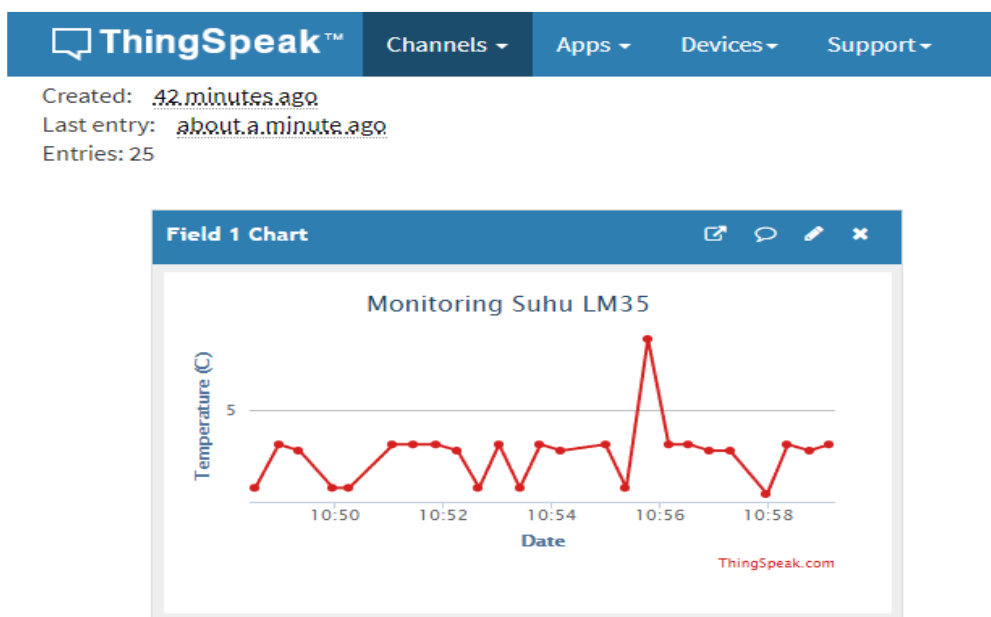 ThingSpeak™ Channels Apps Devices Support
Created: 42 minutes ago
Last entry: about a minute ago
Entries: 25
Field 1 Chart
Monitoring Suhu LM35
Temperature (C)
5
10:50 10:52 10:54 10:56 10:58
Date
ThingSpeak.com